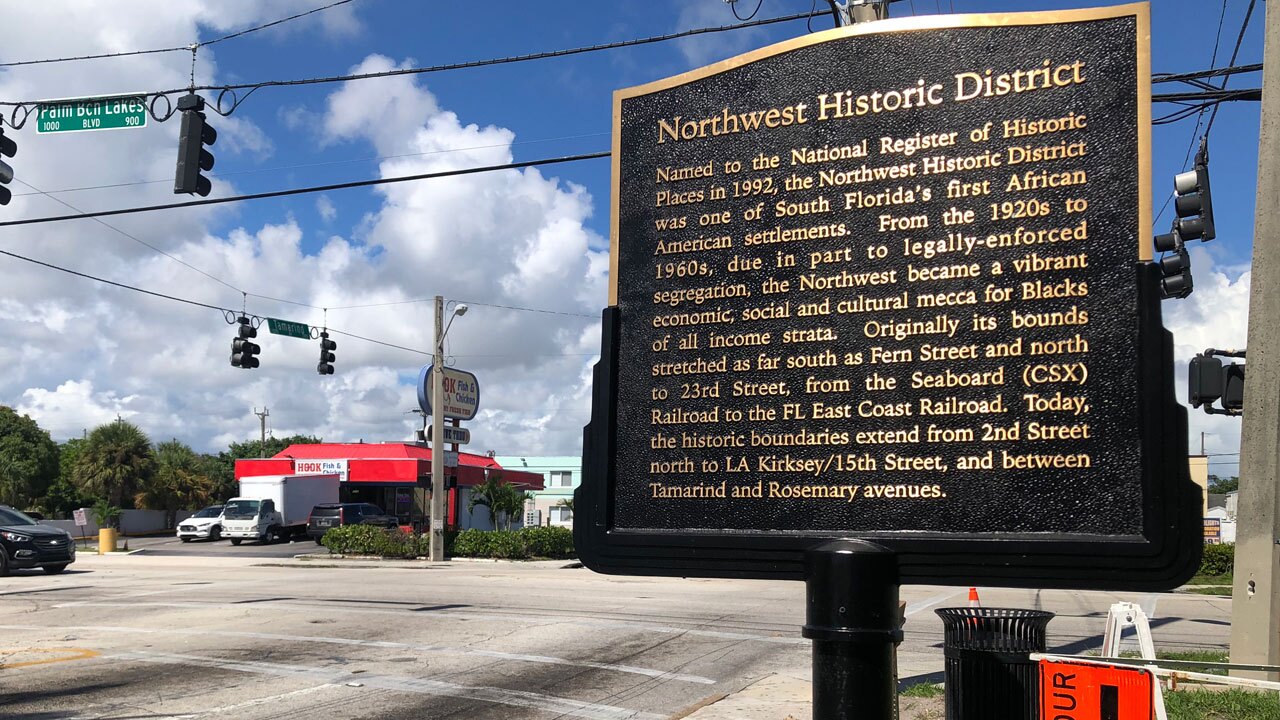 Palm Bch Lakes
1000 BLVD 900
Tamarind
HOOK Fish &
Chicken
HOOK Fish &
Chicken
Northwest Historic District
Named to the National Register of Historic
Places in 1992, the Northwest Historic District
was one of South Florida's first African
American settlements. From the 1920s to
1960s, due in part to legally-enforced
segregation, the Northwest became a vibrant
economic, social and cultural mecca for Blacks
of all income strata. Originally its bounds
stretched as far south as Fern Street and north
to 23rd Street, from the Seaboard (CSX)
Railroad to the FL East Coast Railroad. Today,
the historic boundaries extend from 2nd Street
north to LA Kirksey/15th Street, and between
Tamarind and Rosemary avenues.
OUR